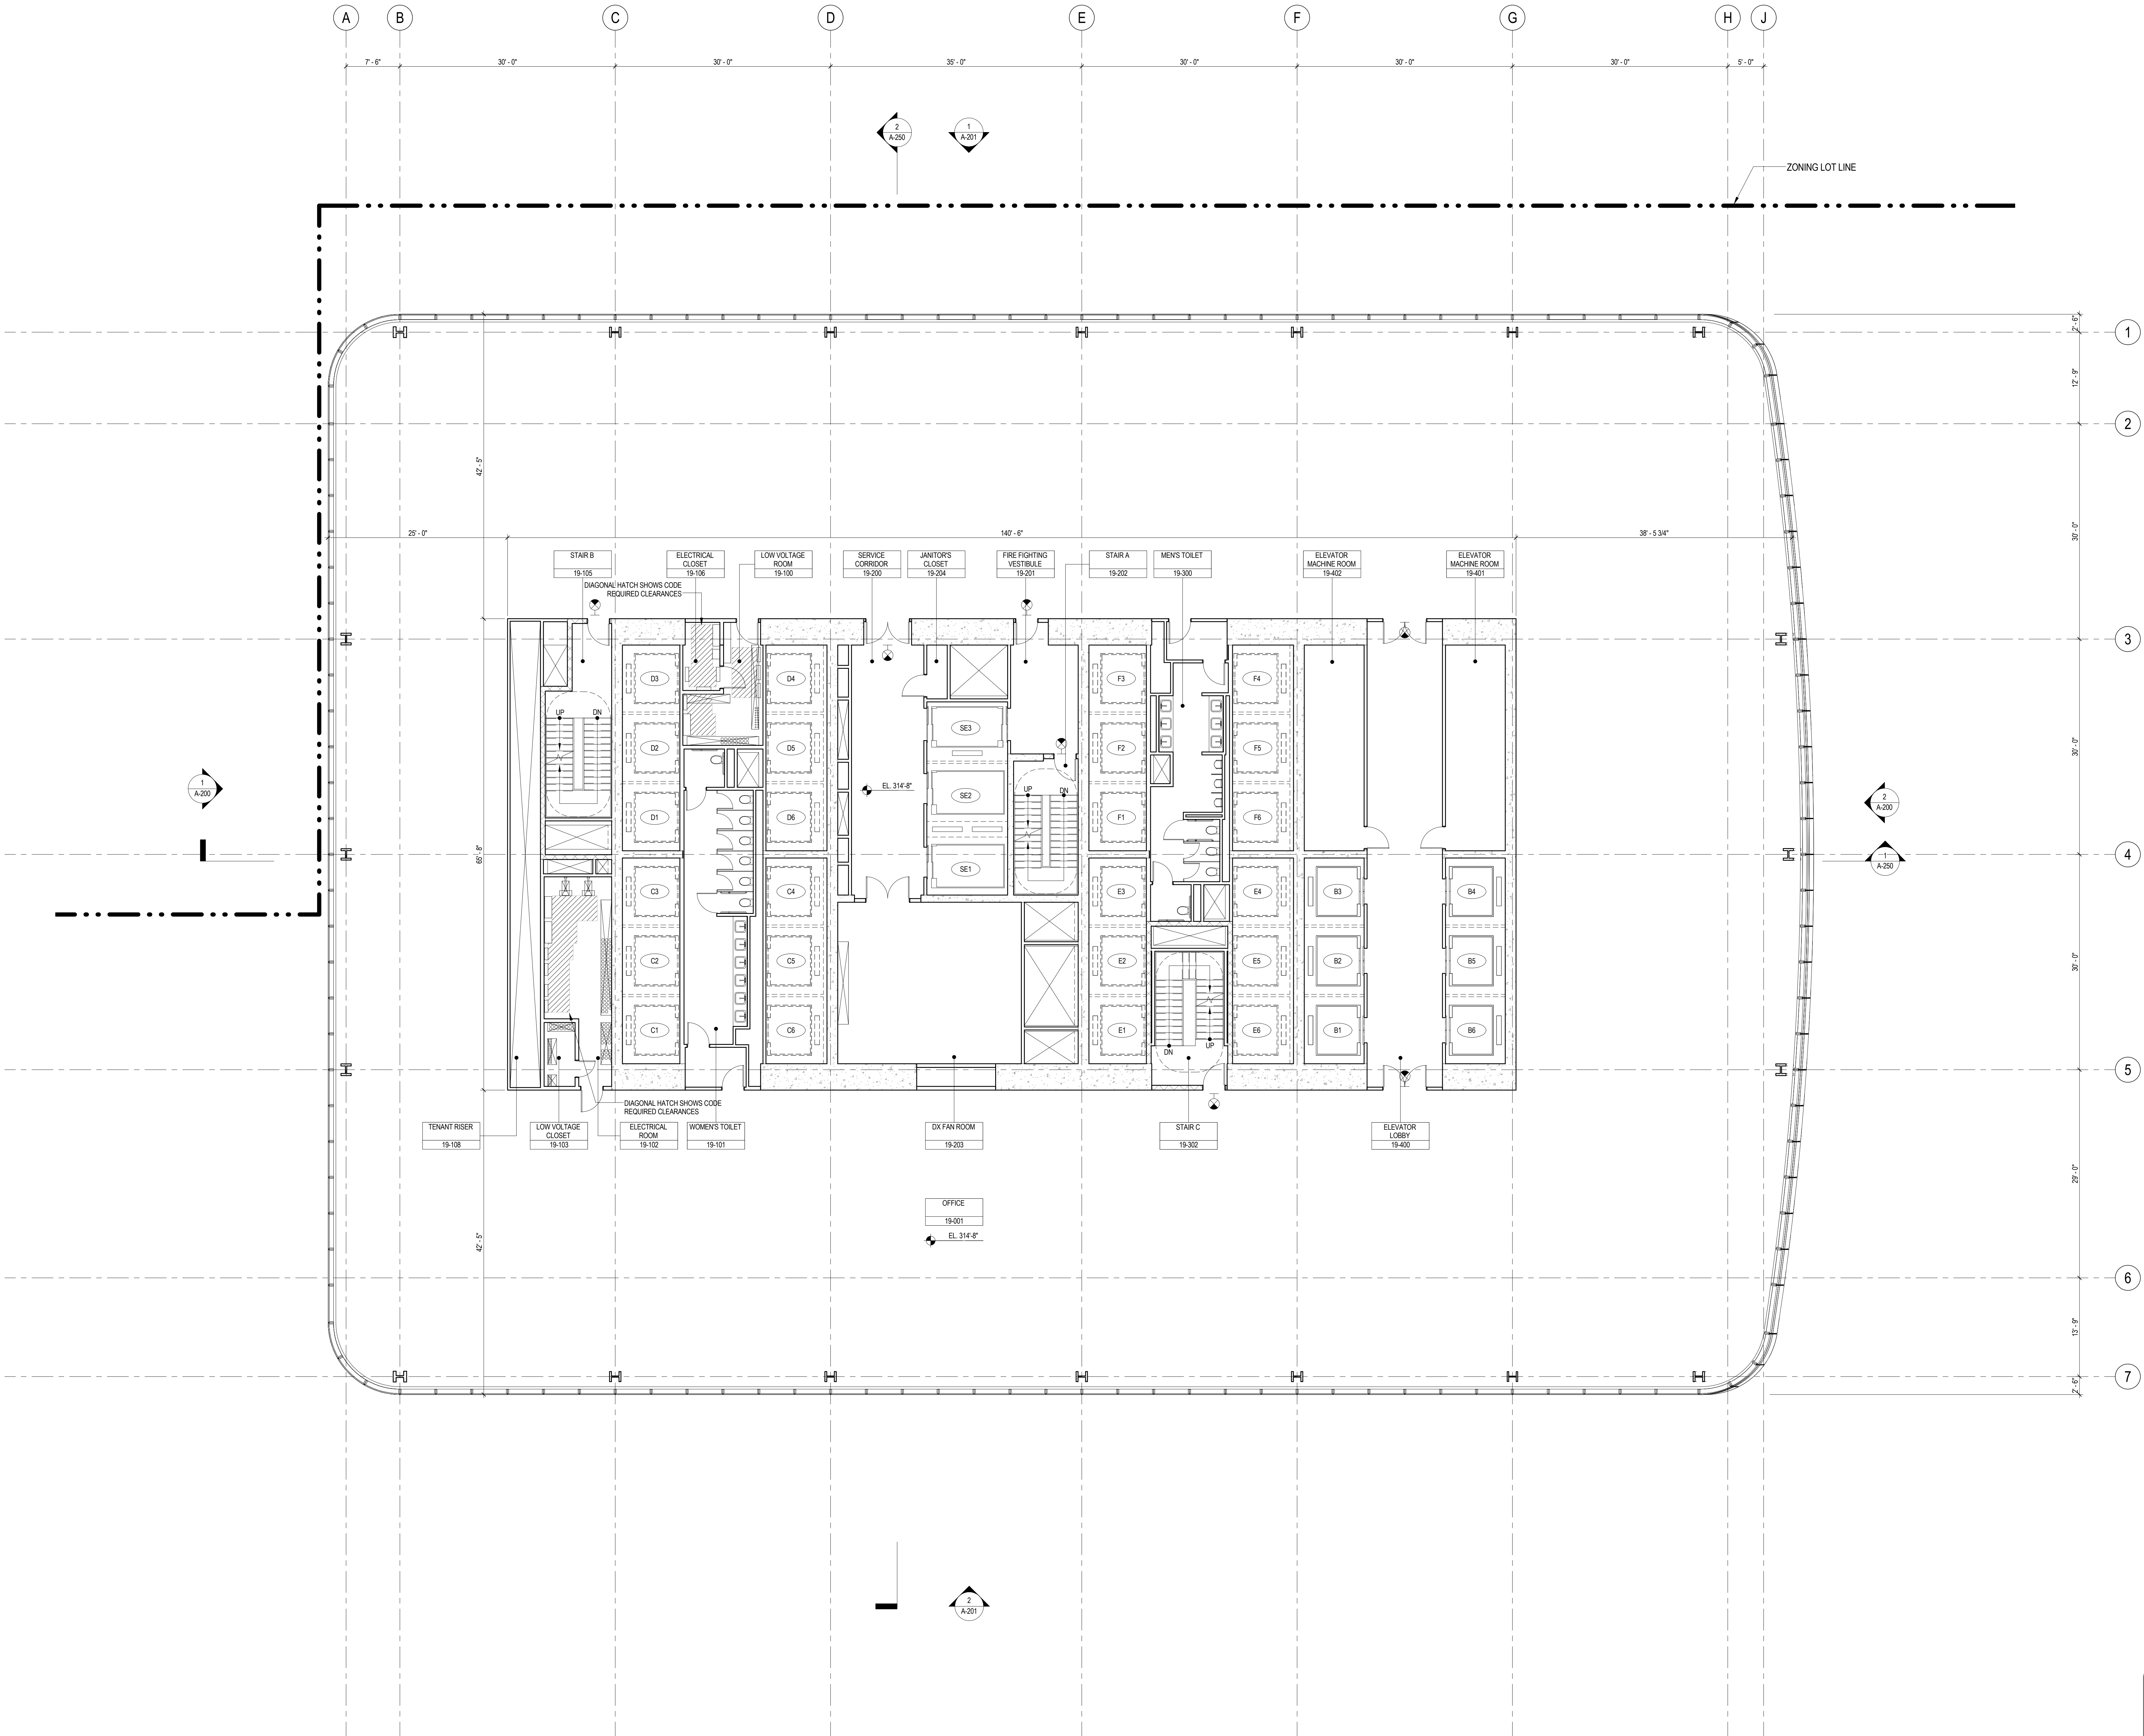 A B C D E F G H J
7' - 6" 30' - 0" 30' - 0" 35' - 0" 30' - 0" 30' - 0" 30' - 0" 5' - 0"
2
A-250
1
A-201
ZONING LOT LINE
2' - 6"
1
12' - 9"
2
42' - 5"
30' - 0"
25' - 0" 140' - 6" 38' - 5 3/4"
STAIR B
19-105
ELECTRICAL
CLOSET
19-106
LOW VOLTAGE
ROOM
19-100
SERVICE
CORRIDOR
19-200
JANITOR'S
CLOSET
19-204
FIRE FIGHTING
VESTIBULE
19-201
STAIR A
19-202
MEN'S TOILET
19-300
ELEVATOR
MACHINE ROOM
19-402
ELEVATOR
MACHINE ROOM
19-401
DIAGONAL HATCH SHOWS CODE
REQUIRED CLEARANCES
3
D3 D4 F3 F4
UP DN
SE3
D2 D5 F2 F5
30' - 0"
1
A-200
EL. 314'-8"
SE2
UP DN
2
A-200
D1 D6 F1 F6
65' - 8"
4
1
A-250
SE1
C3 C4 E3 E4 B3 B4
C2 C5 E2 E5 B2 B5
30' - 0"
C1 C6 E1 E6 B1 B6
DN UP
5
DIAGONAL HATCH SHOWS CODE
REQUIRED CLEARANCES
TENANT RISER
19-108
LOW VOLTAGE
CLOSET
19-103
ELECTRICAL
ROOM
19-102
WOMEN'S TOILET
19-101
DX FAN ROOM
19-203
STAIR C
19-302
ELEVATOR
LOBBY
19-400
29' - 0"
OFFICE
19-001
EL. 314'-8"
42' - 5"
6
13' - 9"
7
2' - 6"
2
A-201